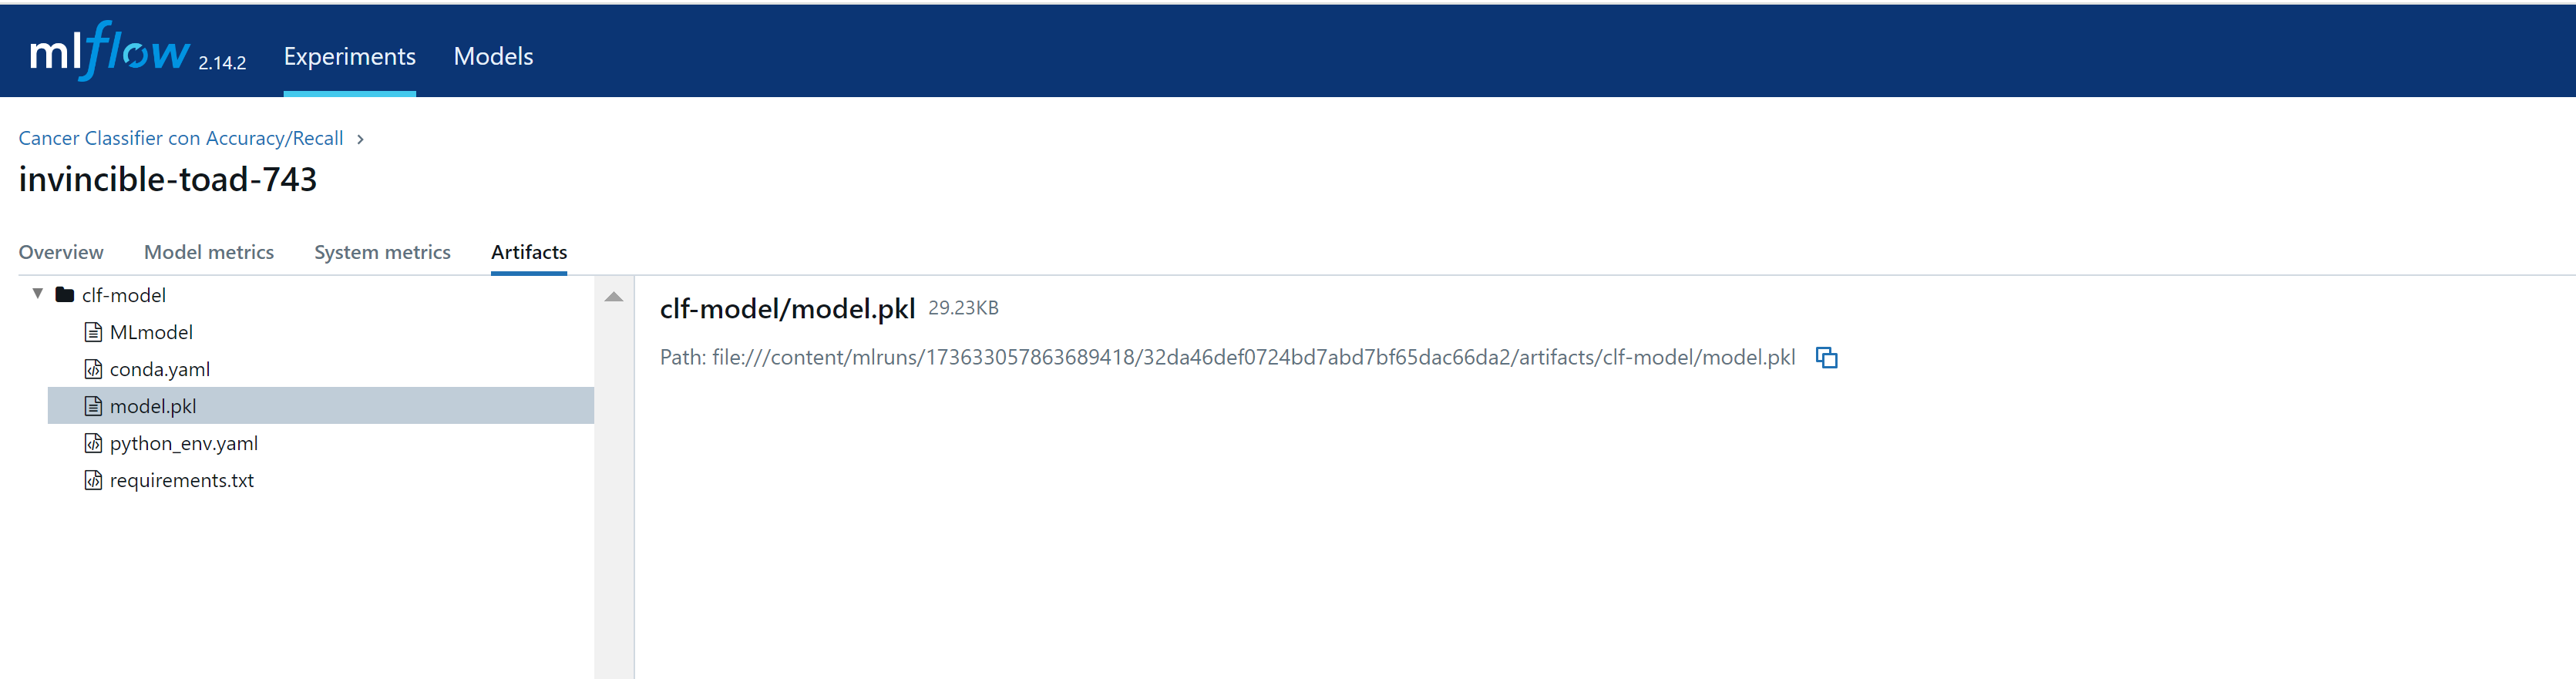 mlflow 2.14.2 Experiments Models
Cancer Classifier con Accuracy/Recall
invincible-toad-743
Overview Model metrics System metrics Artifacts
clf-model
MLmodel
conda.yaml
model.pkl
python_env.yaml
requirements.txt
clf-model/model.pkl 29.23KB
Path: file:///content/mlruns/173633057863689418/32da46def0724bd7abd7bf65dac66da2/artifacts/clf-model/model.pkl